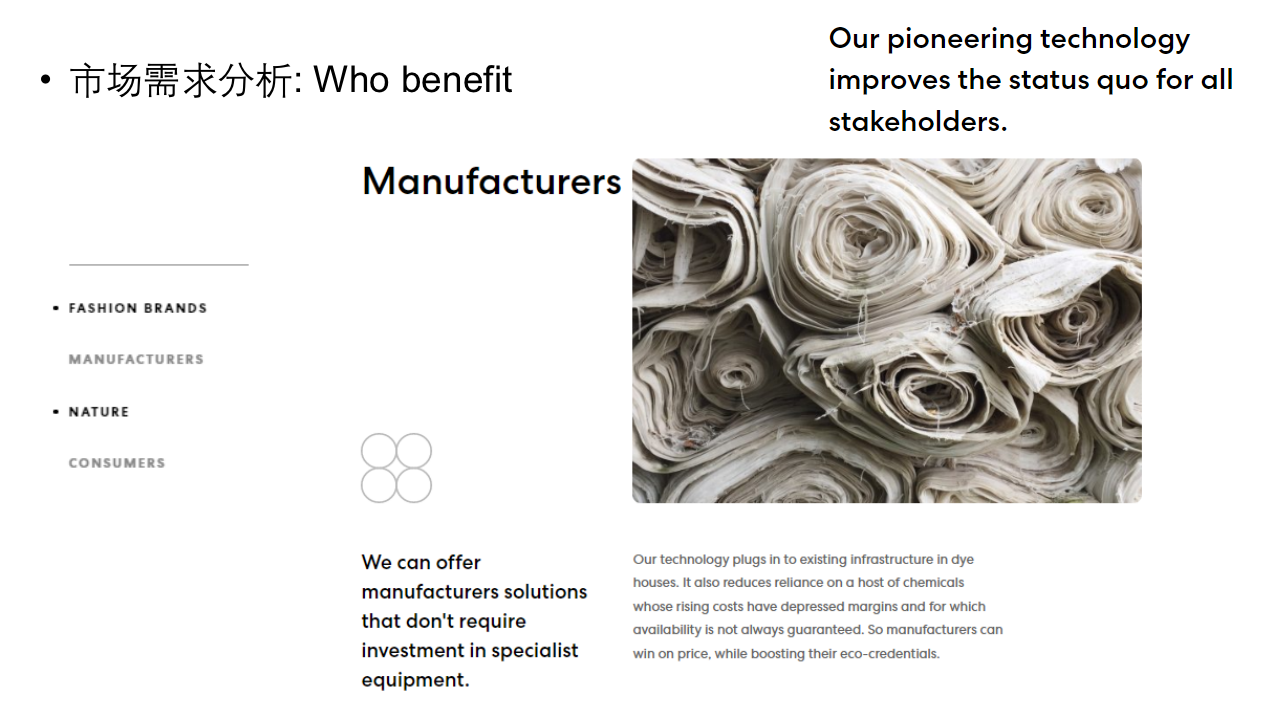 Our pioneering technology
improves the status quo for all
stakeholders.
• 市场需求分析: Who benefit
Manufacturers
• FASHION BRANDS
MANUFACTURERS
• NATURE
CONSUMERS
We can offer
manufacturers solutions
that don't require
investment in specialist
equipment.
Our technology plugs in to existing infrastructure in dye
houses. It also reduces reliance on a host of chemicals
whose rising costs have depressed margins and for which
availability is not always guaranteed. So manufacturers can
win on price, while boosting their eco-credentials.